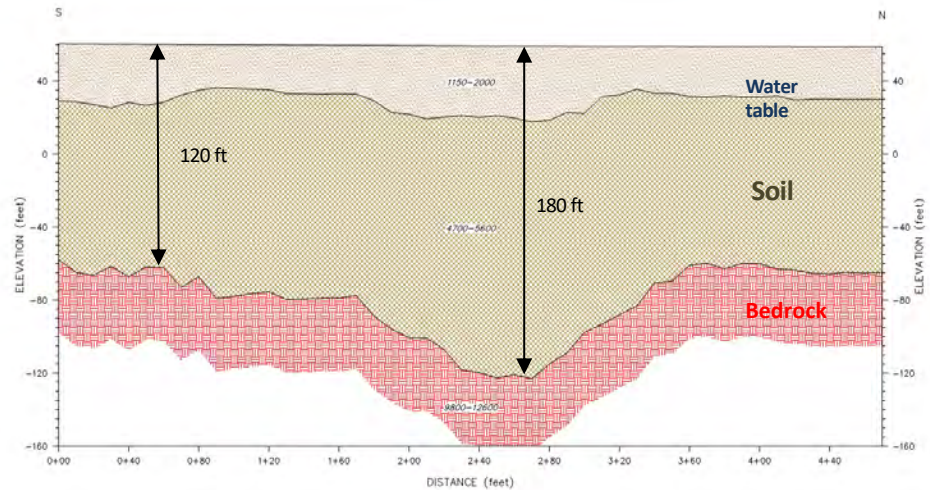 S
N
40
0
-40
-80
-120
-160
ELEVATION (feet)
1150-2000
Water
table
120 ft
Soil
180 ft
4700-5600
Bedrock
9800-12600
40
0
-40
-80
-120
-160
ELEVATION (feet)
0+00 0+40 0+80 1+20 1+60 2+00 2+40 2+80 3+20 3+60 4+00 4+40
DISTANCE (feet)